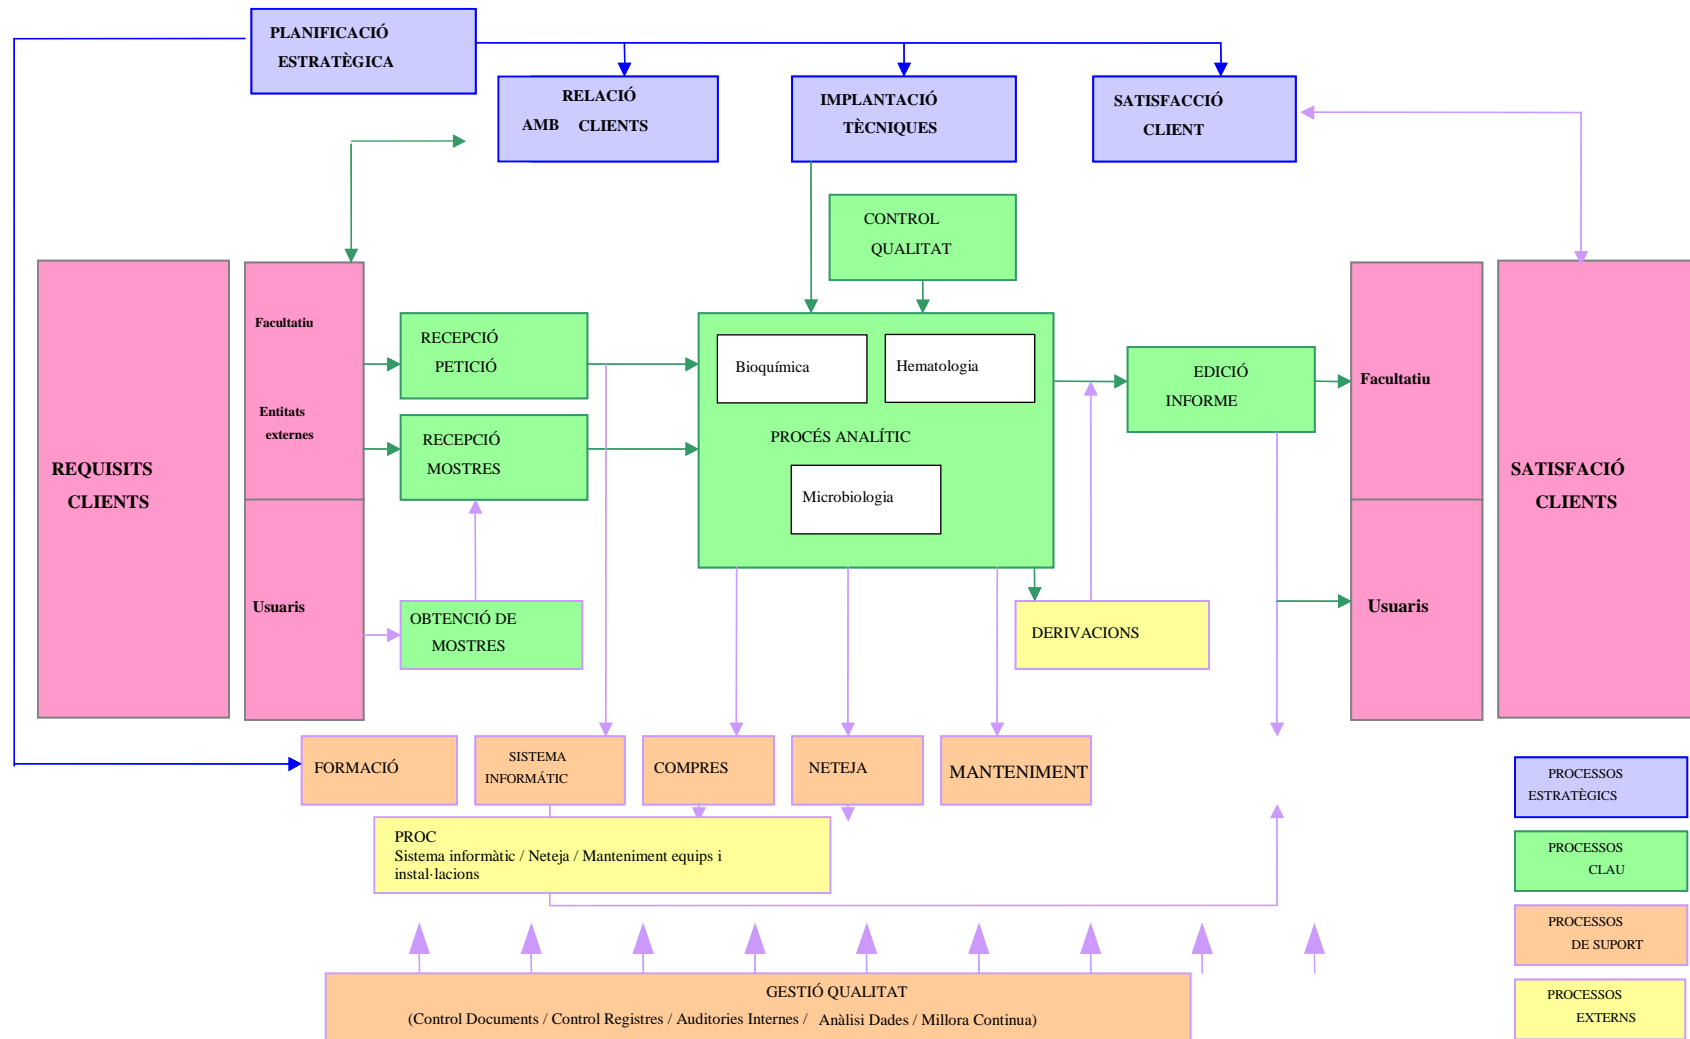 PLANIFICACIÓ
ESTRATÈGICA
RELACIÓ
AMB CLIENTS
IMPLANTACIÓ
TÈCNIQUES
SATISFACCIÓ
CLIENT
CONTROL
QUALITAT
REQUISITS
CLIENTS
Facultatiu
Entitats
externes
Usuaris
RECEPCIÓ
PETICIÓ
RECEPCIÓ
MOSTRES
OBTENCIÓ DE
MOSTRES
Bioquímica
Hematologia
PROCÉS ANALÍTIC
Microbiologia
EDICIÓ
INFORME
DERIVACIONS
Facultatiu
Usuaris
SATISFACIÓ
CLIENTS
FORMACIÓ
SISTEMA
INFORMÁTIC
COMPRES
NETEJA
MANTENIMENT
PROC
Sistema informàtic / Neteja / Manteniment equips i
instal·lacions
GESTIÓ QUALITAT
(Control Documents / Control Registres / Auditories Internes / Anàlisi Dades / Millora Continua)
PROCESSOS
ESTRATÈGICS
PROCESSOS
CLAU
PROCESSOS
DE SUPORT
PROCESSOS
EXTERNS